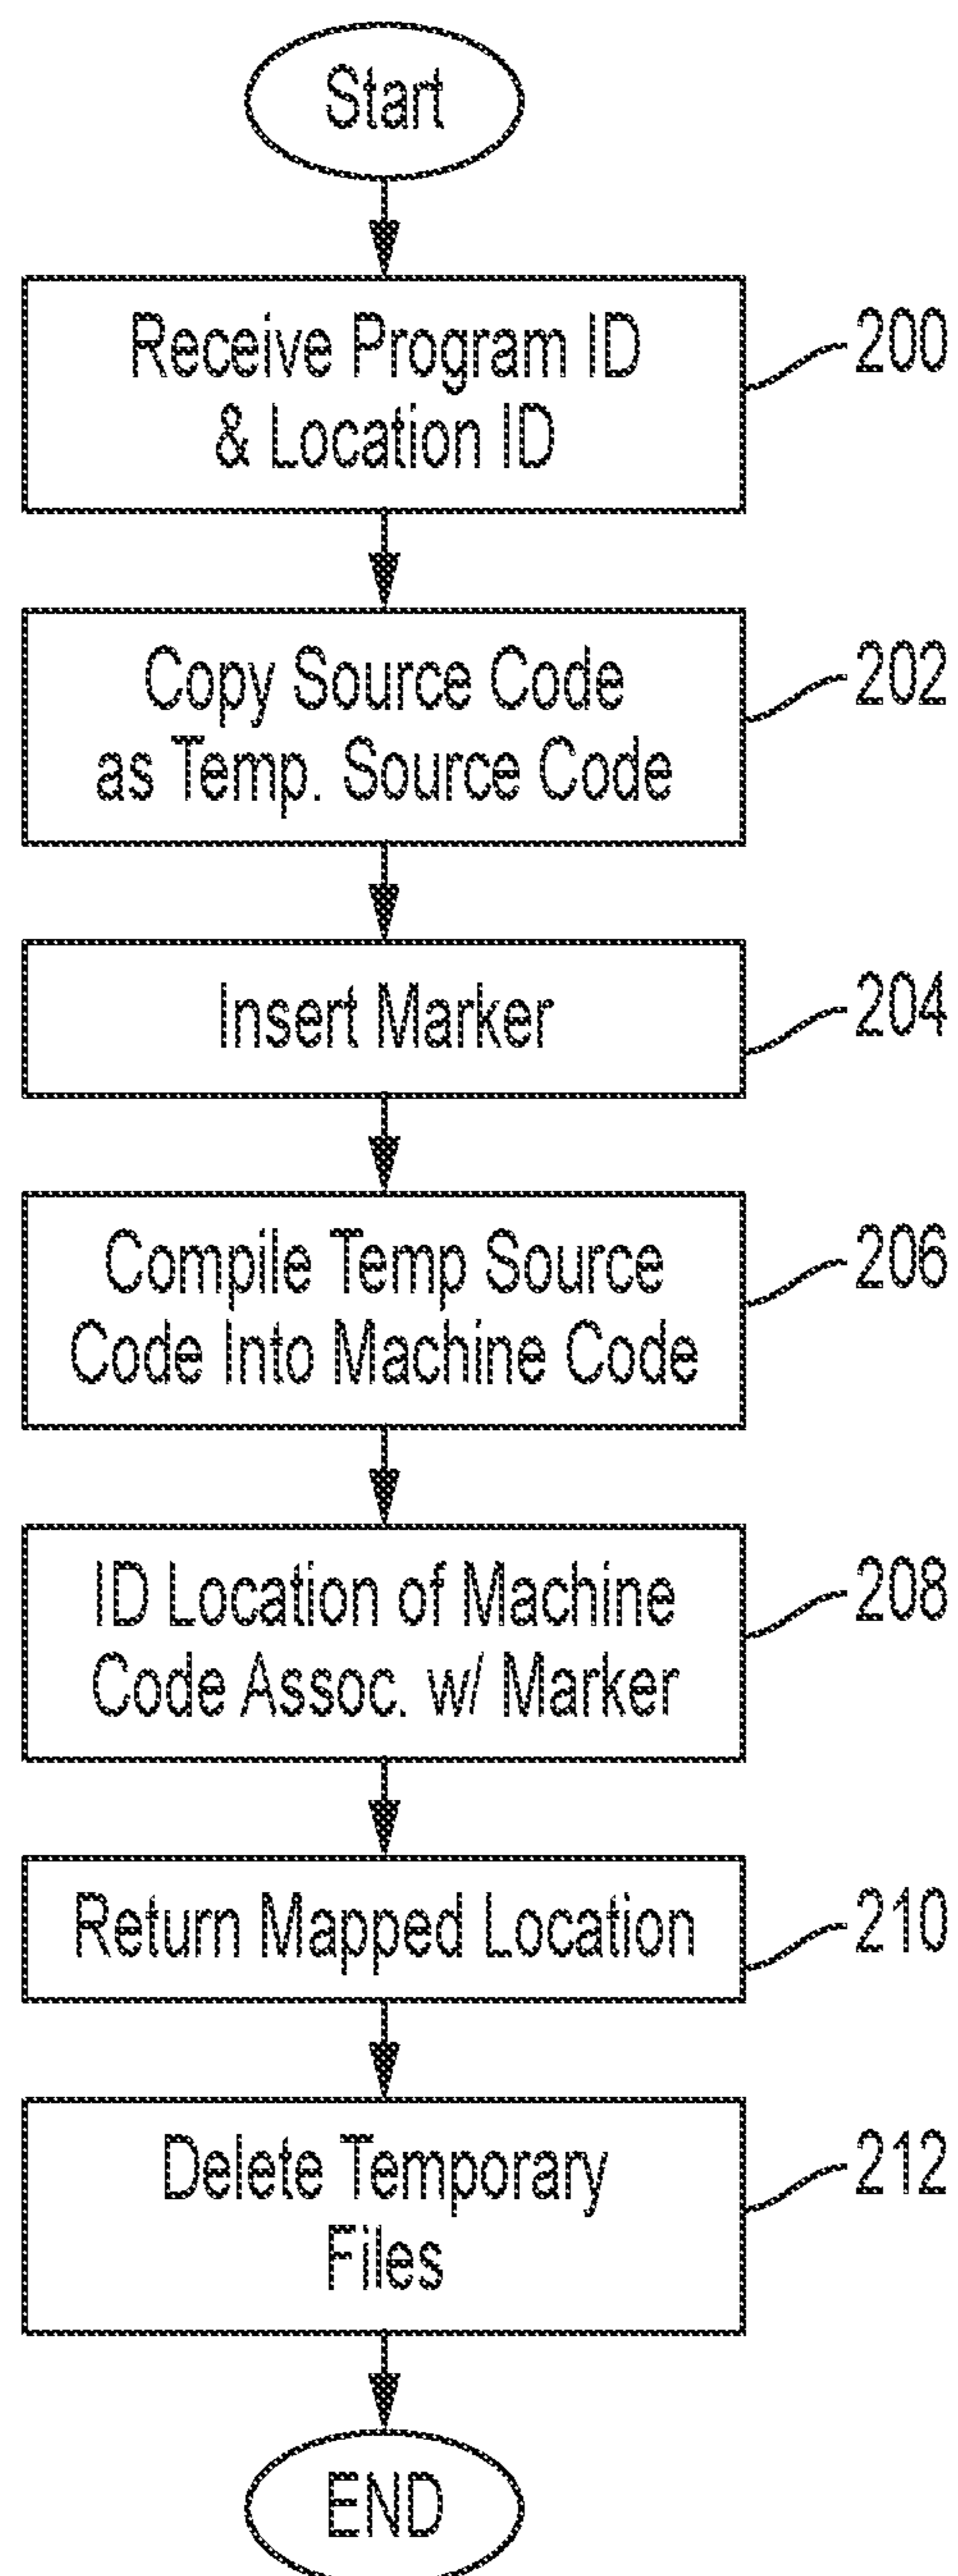 Start
Receive Program ID
& Location ID
200
Copy Source Code
as Temp. Source Code
202
Insert Marker
204
Compile Temp Source
Code Into Machine Code
206
ID Location of Machine
Code Assoc. w/ Marker
208
Return Mapped Location
210
Delete Temporary
Files
212
END